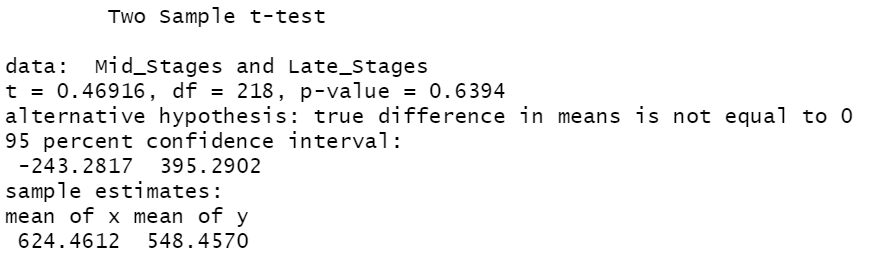 Two Sample t-test
data:  Mid_Stages and Late_Stages
t = 0.46916, df = 218, p-value = 0.6394
alternative hypothesis: true difference in means is not equal to 0
95 percent confidence interval:
 -243.2817  395.2902
sample estimates:
mean of x mean of y
 624.4612  548.4570